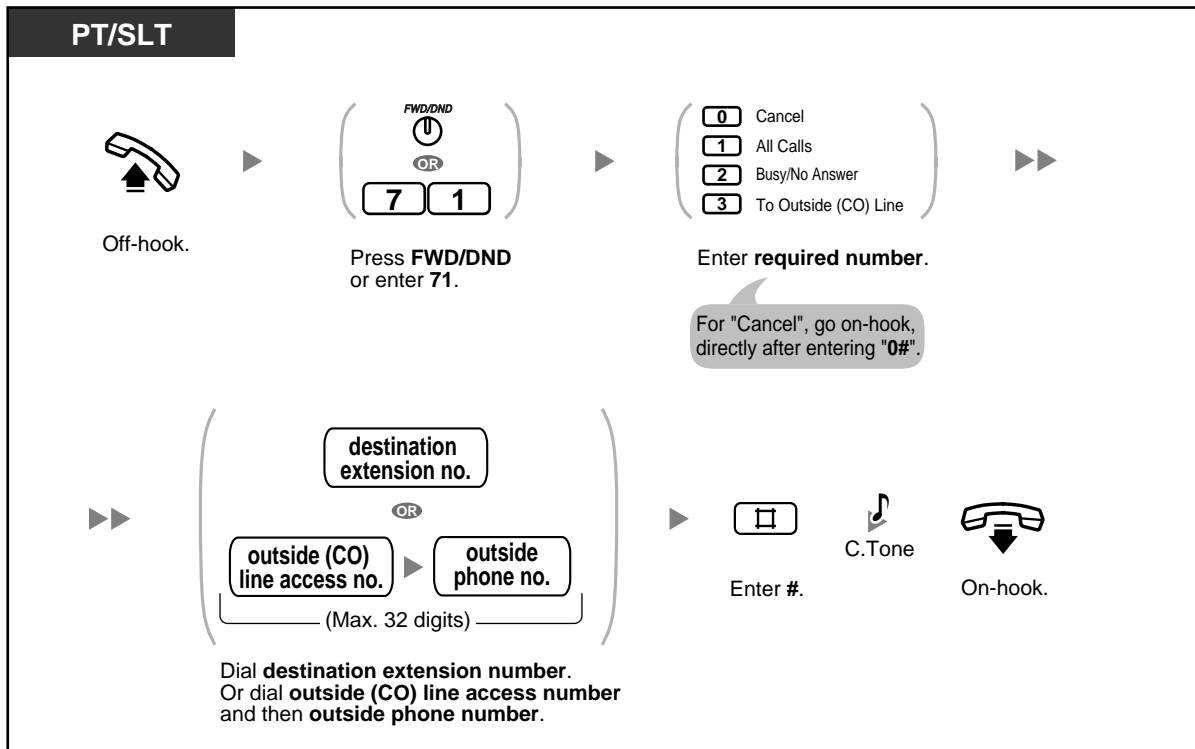 PT/SLT
Off-hook.
FWD/DND
OR
7 1
Press FWD/DND
or enter 71.
0 Cancel
1 All Calls
2 Busy/No Answer
3 To Outside (CO) Line
Enter required number.
For "Cancel", go on-hook,
directly after entering "0#".
destination
extension no.
OR
outside (CO)
line access no.
outside
phone no.
(Max. 32 digits)
Dial destination extension number.
Or dial outside (CO) line access number
and then outside phone number.
#
Enter #.
C.Tone
On-hook.